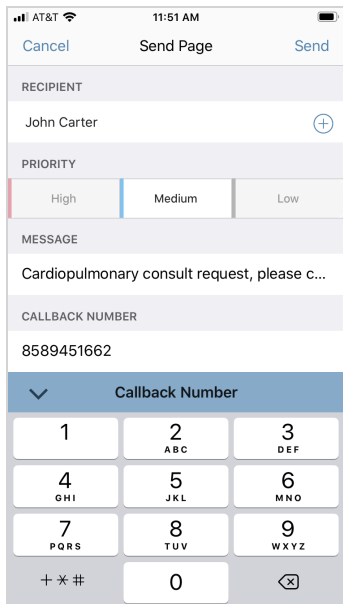 AT&T 11:51 AM
Cancel Send Page Send
RECIPIENT
John Carter
PRIORITY
High Medium Low
MESSAGE
Cardiopulmonary consult request, please c...
CALLBACK NUMBER
8589451662
Callback Number
1 2 3
ABC DEF
4 5 6
GHI JKL MNO
7 8 9
PQRS TUV WXYZ
+*# 0